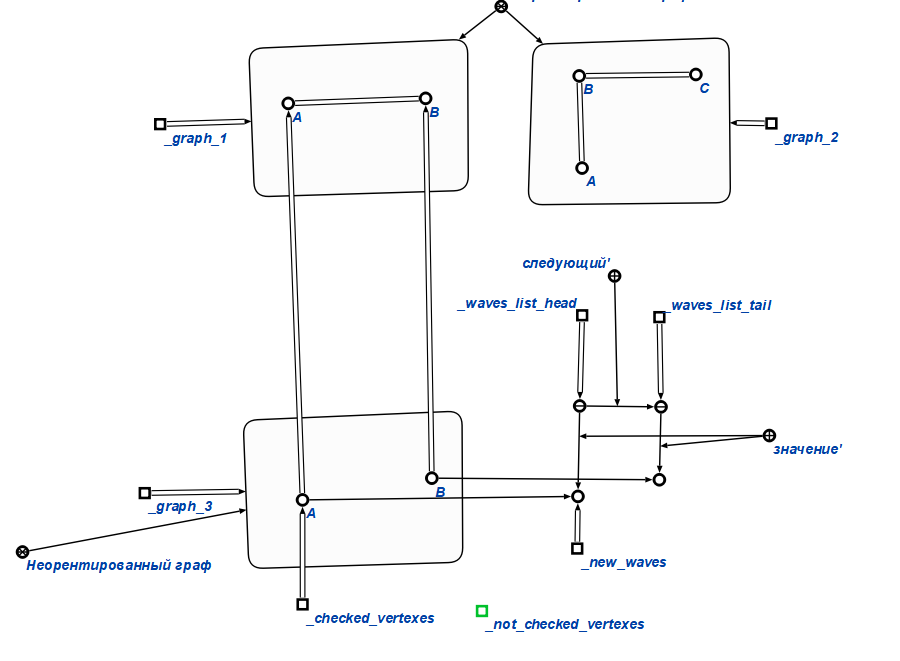 A
B
_graph_1
B
C
A
_graph_2
следующий'
_waves_list_head
_waves_list_tail
значение'
_graph_3
B
A
Неорентированный граф
_new_waves
_checked_vertexes
_not_checked_vertexes